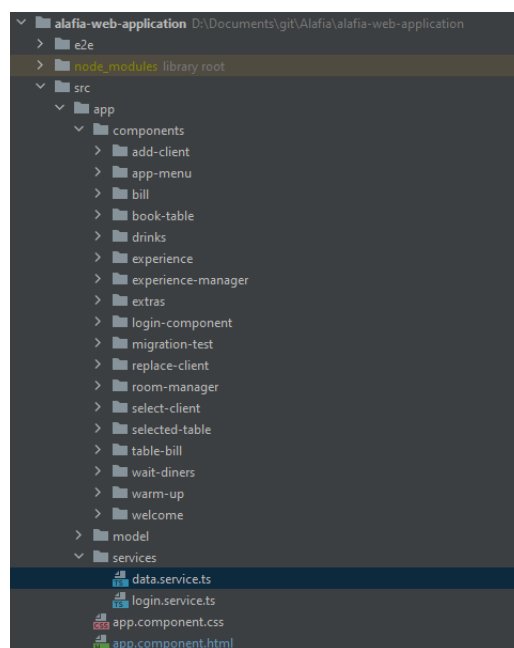 alafia-web-application D:\Documents\git\Alafia\alafia-web-application
e2e
node_modules library root
src
app
components
add-client
app-menu
bill
book-table
drinks
experience
experience-manager
extras
login-component
migration-test
replace-client
room-manager
select-client
selected-table
table-bill
wait-diners
warm-up
welcome
model
services
TS data.service.ts
TS login.service.ts
CSS app.component.css
app.component.html